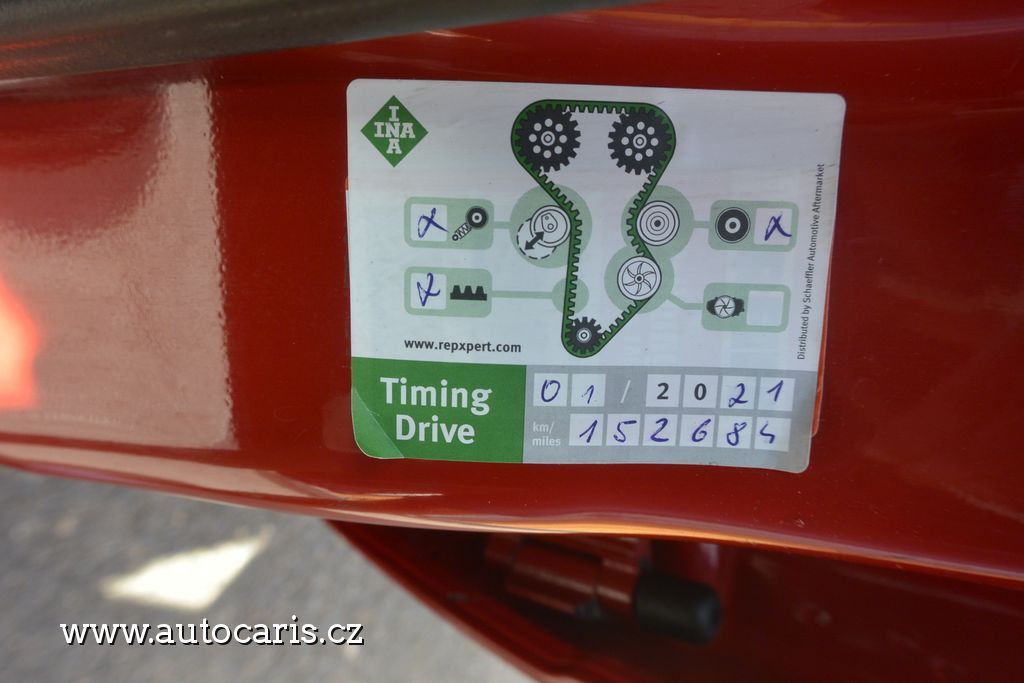 INA
INA
x
x
x
www.repxpert.com
Distributed by Schaeffler Automotive Aftermarket
Timing
Drive
01 / 2021
km/
miles
152684
www.autocaris.cz